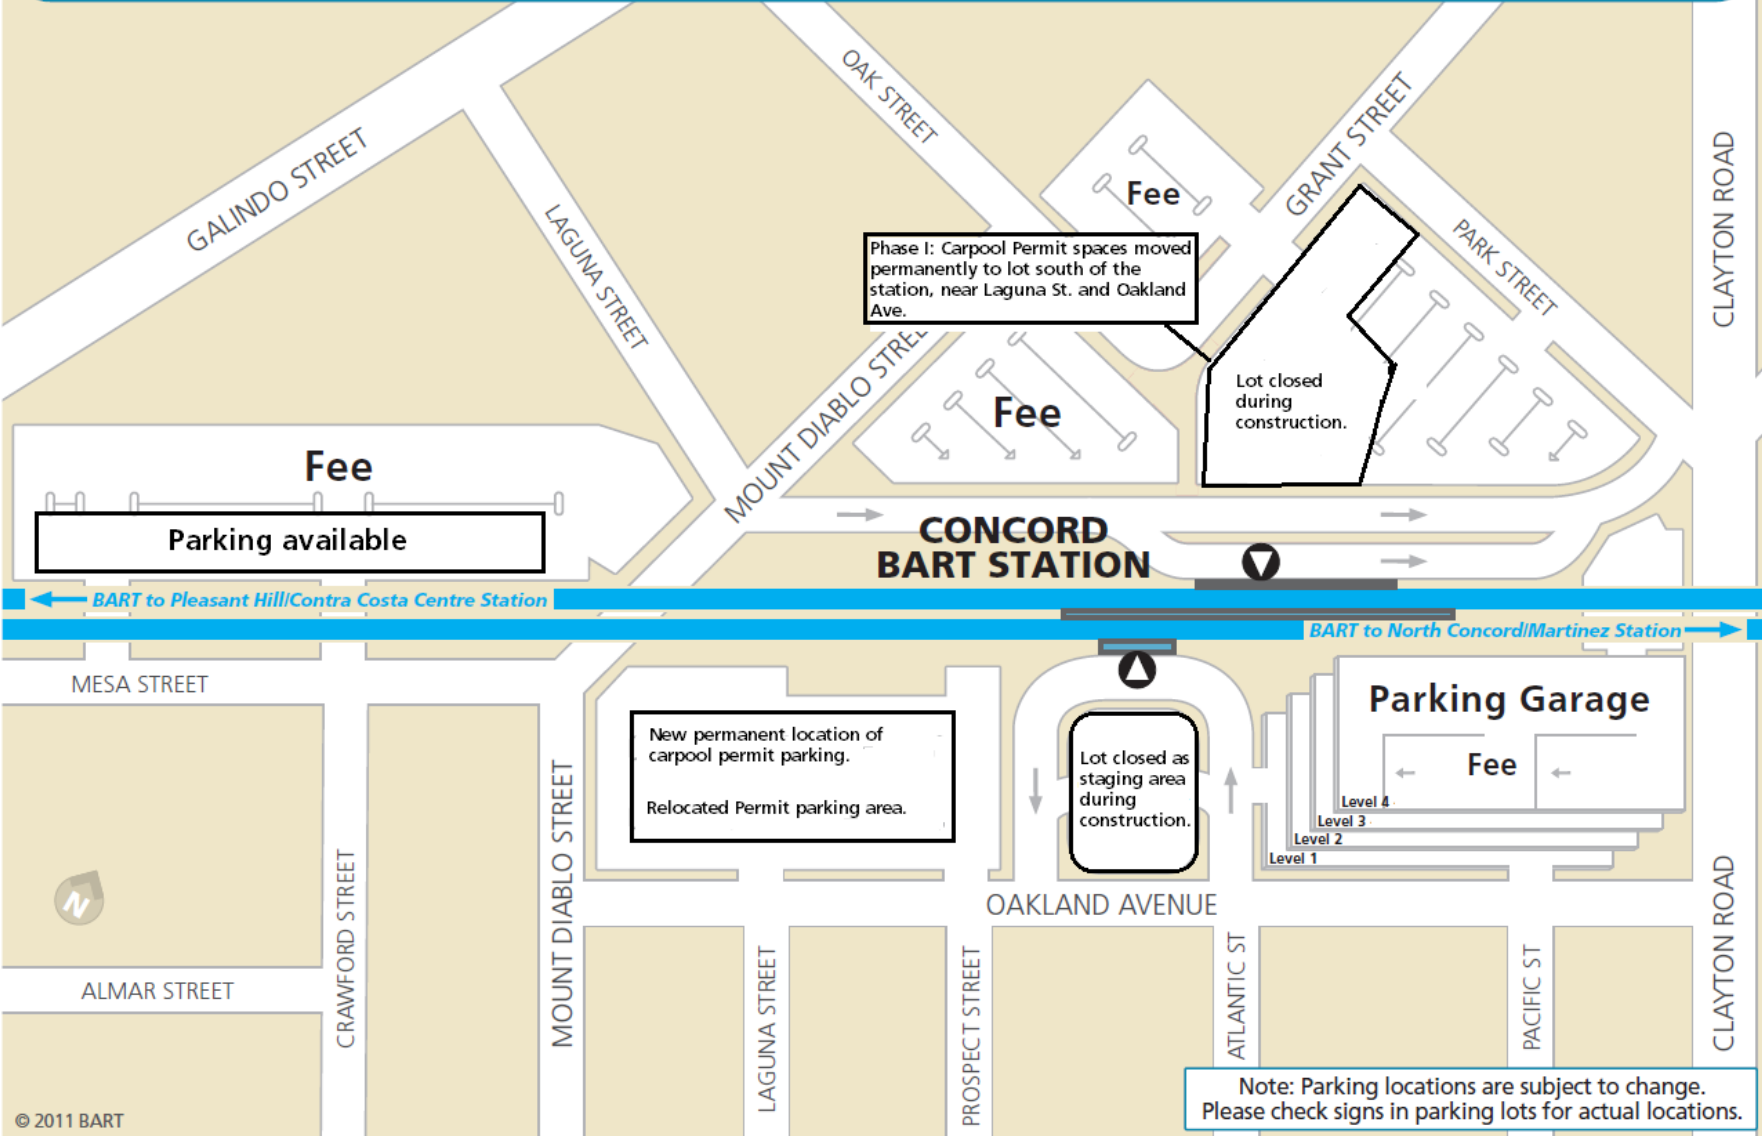 OAK STREET
GRANT STREET
CLAYTON ROAD
GALINDO STREET
LAGUNA STREET
Fee
PARK STREET
Phase I: Carpool Permit spaces moved
permanently to lot south of the
station, near Laguna St. and Oakland
Ave.
MOUNT DIABLO STREE
Fee
Lot closed
during
construction.
Fee
Parking available
CONCORD
BART STATION
BART to Pleasant Hill/Contra Costa Centre Station
BART to North Concord/Martinez Station
MESA STREET
Parking Garage
Fee
Level 4
Level 3
Level 2
Level 1
New permanent location of
carpool permit parking.
Relocated Permit parking area.
Lot closed as
staging area
during
construction.
MOUNT DIABLO STREET
CRAWFORD STREET
N
OAKLAND AVENUE
ALMAR STREET
LAGUNA STREET
PROSPECT STREET
ATLANTIC ST
PACIFIC ST
CLAYTON ROAD
Note: Parking locations are subject to change.
Please check signs in parking lots for actual locations.
© 2011 BART